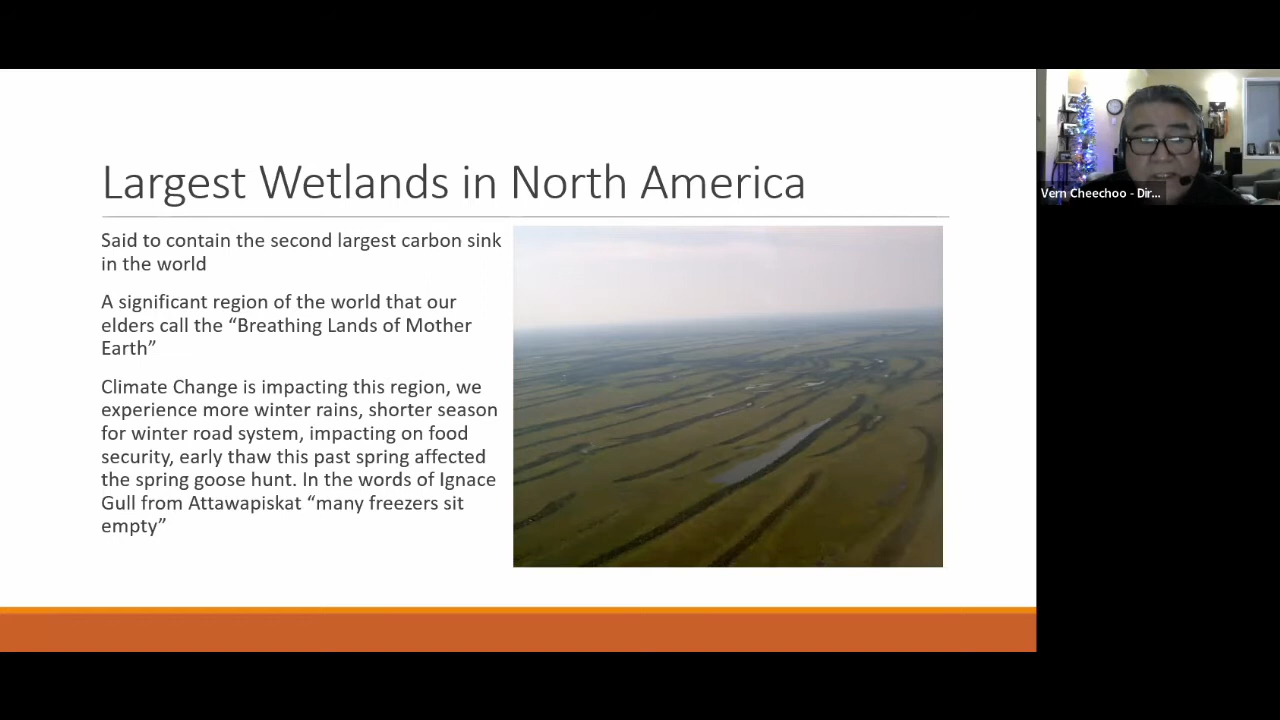 Largest Wetlands in North America
Said to contain the second largest carbon sink
in the world
A significant region of the world that our
elders call the “Breathing Lands of Mother
Earth”
Climate Change is impacting this region, we
experience more winter rains, shorter season
for winter road system, impacting on food
security, early thaw this past spring affected
the spring goose hunt. In the words of Ignace
Gull from Attawapiskat “many freezers sit
empty”
Vern Cheechoo - Dir...